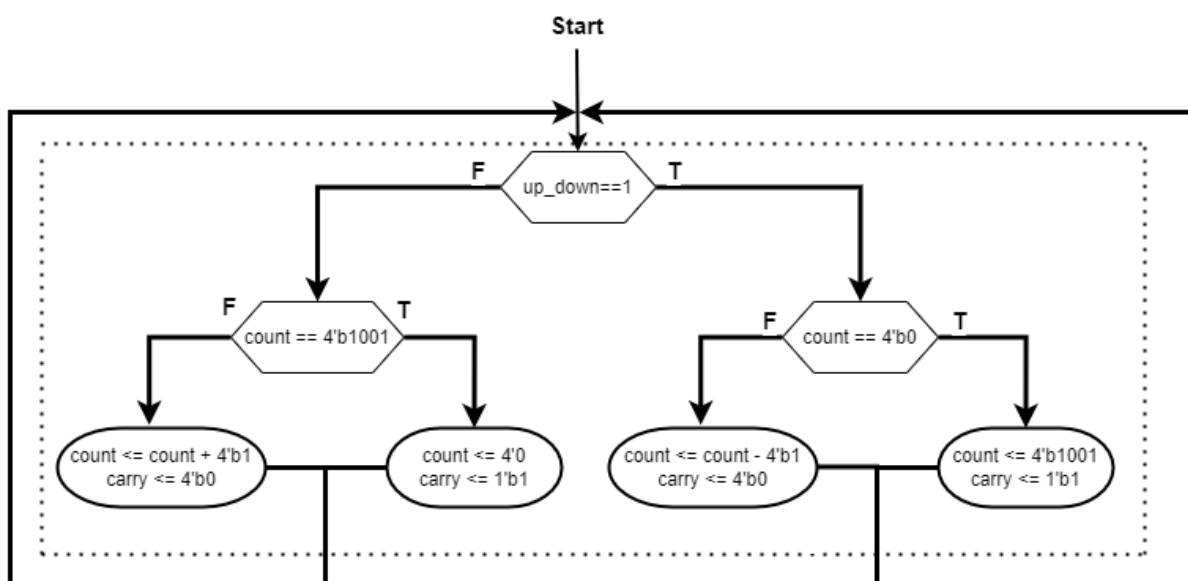 Start
F
up_down==1
T
F
count == 4'b1001
T
F
count == 4'b0
T
count <= count + 4'b1
carry <= 4'b0
count <= 4'0
carry <= 1'b1
count <= count - 4'b1
carry <= 4'b0
count <= 4'b1001
carry <= 1'b1